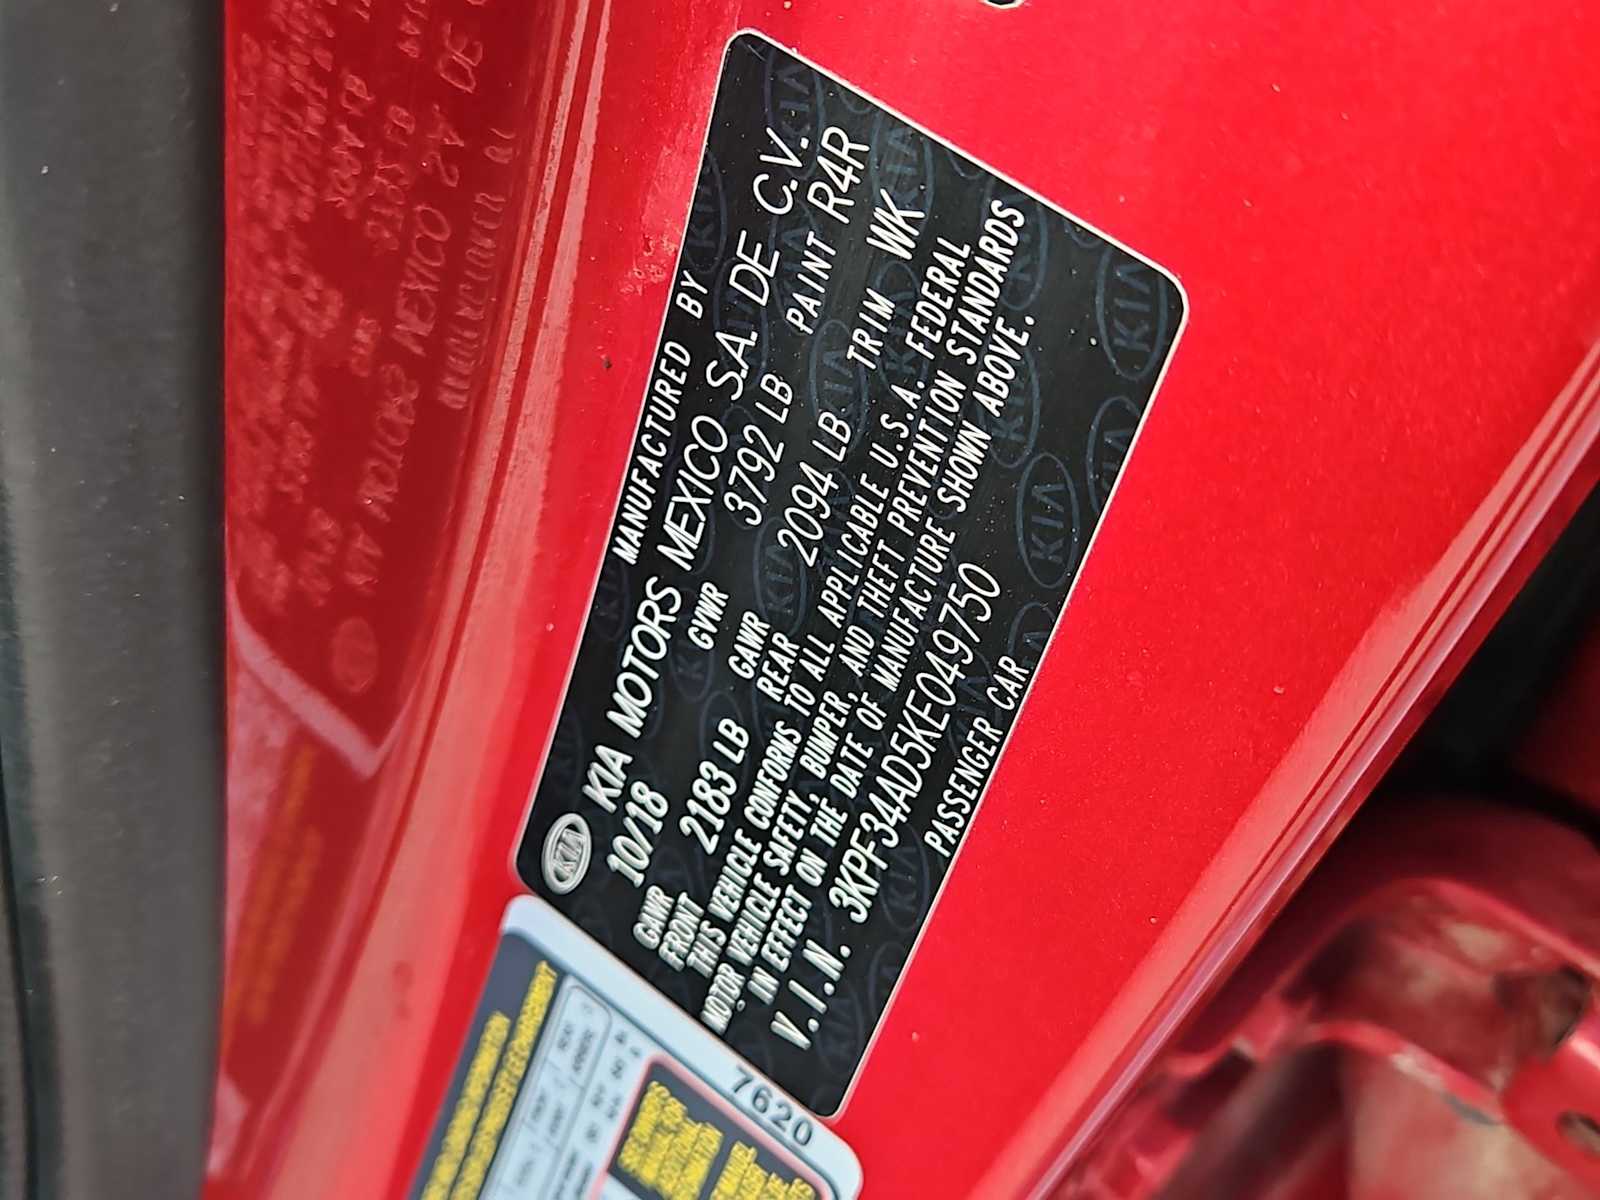 MANUFACTURED BY
KIA KIA MOTORS MEXICO S.A. DE C.V.
10/18 GVWR 3792 LB PAINT R4R
GAWR FRONT 2183 LB GAWR REAR 2094 LB TRIM WK
THIS VEHICLE CONFORMS TO ALL APPLICABLE U.S.A. FEDERAL
MOTOR VEHICLE SAFETY, BUMPER, AND THEFT PREVENTION STANDARDS
IN EFFECT ON THE DATE OF MANUFACTURE SHOWN ABOVE.
V.I.N. 3KPF34AD5KE049750
PASSENGER CAR
7620